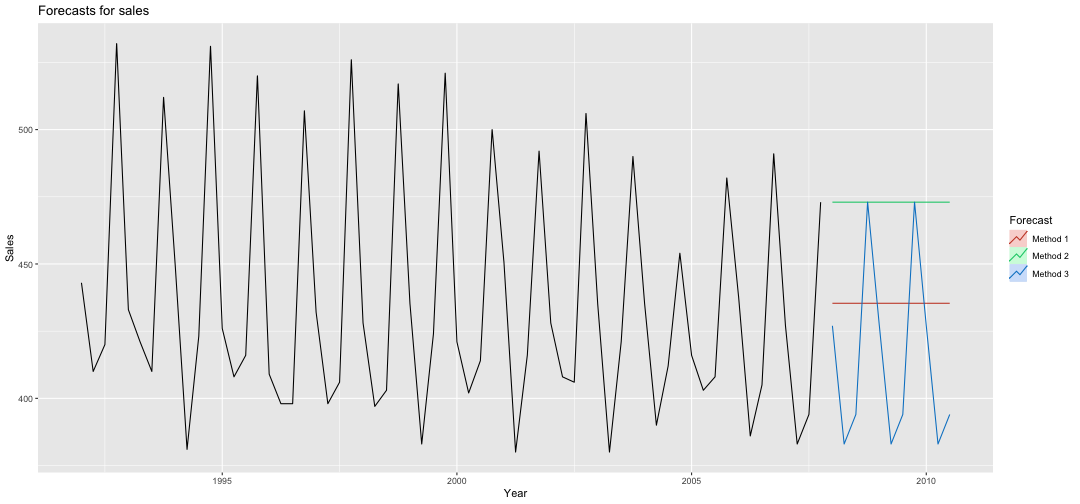 Forecasts for sales
Sales
500
450
400
1995
2000
2005
2010
Year
Forecast
Method 1
Method 2
Method 3